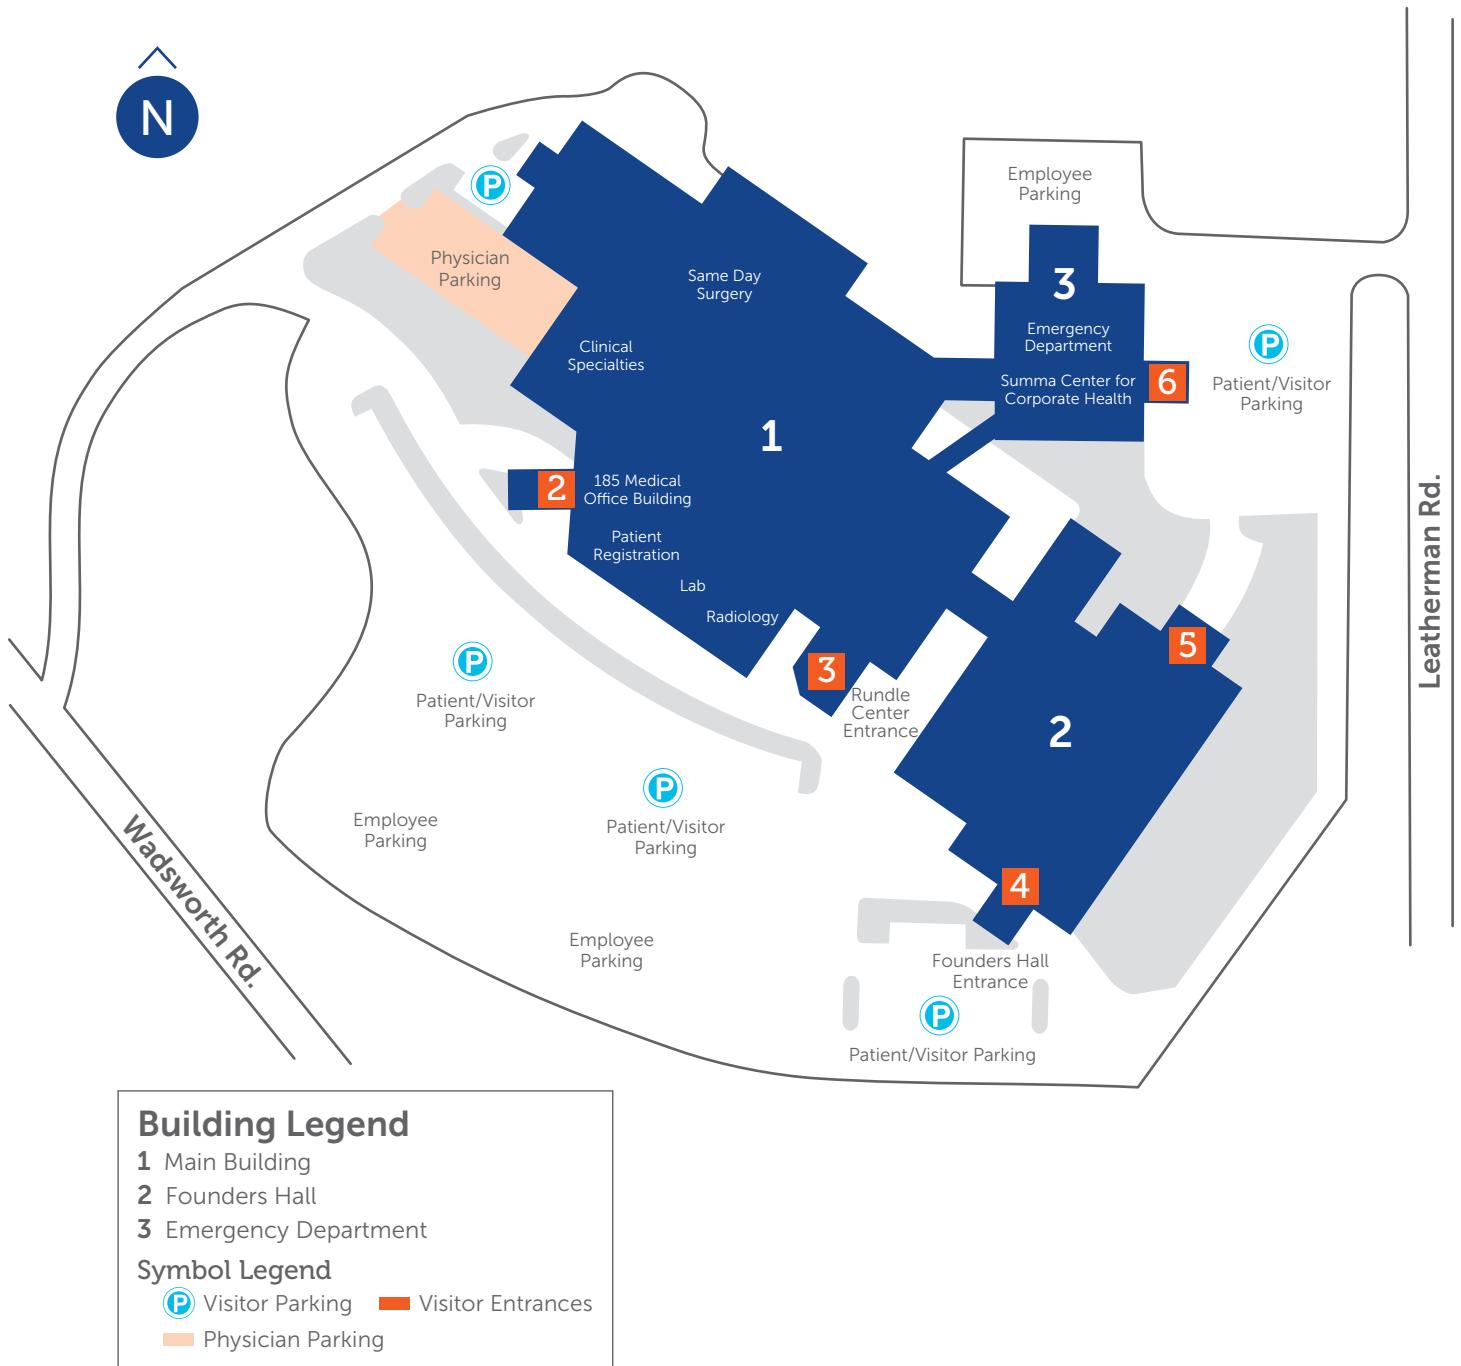 N
P
Employee
Parking
Physician
Parking
Same Day
Surgery
3
Emergency
Department
Summa Center for
Corporate Health
6
P
Patient/Visitor
Parking
Clinical
Specialties
1
2
185 Medical
Office Building
Patient
Registration
Lab
Radiology
3
Rundle
Center
Entrance
5
2
Leatherman Rd.
P
Patient/Visitor
Parking
P
Patient/Visitor
Parking
Employee
Parking
Wadsworth Rd.
4
Employee
Parking
Founders Hall
Entrance
P
Patient/Visitor Parking
Building Legend
1 Main Building
2 Founders Hall
3 Emergency Department
Symbol Legend
P Visitor Parking Visitor Entrances
Physician Parking